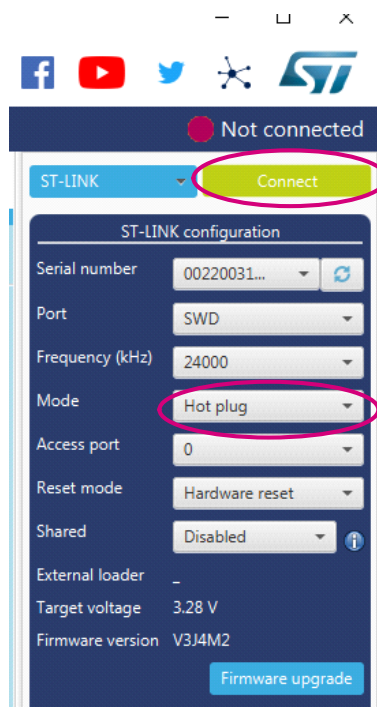 ST
Not connected
ST-LINK Connect
ST-LINK configuration
Serial number 00220031...
Port SWD
Frequency (kHz) 24000
Mode Hot plug
Access port 0
Reset mode Hardware reset
Shared Disabled
External loader _
Target voltage 3.28 V
Firmware version V3J4M2
Firmware upgrade